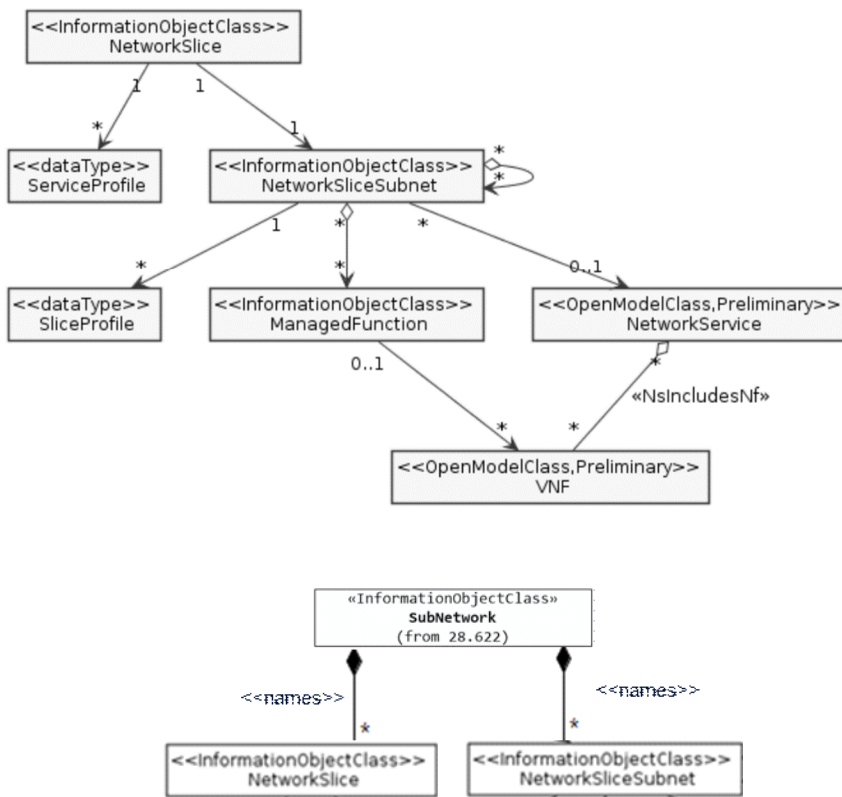 <<InformationObjectClass>>
NetworkSlice
1
1
*
1
<<dataType>>
ServiceProfile
<<InformationObjectClass>>
NetworkSliceSubnet
*
*
1
*
*
*
*
0..1
<<dataType>>
SliceProfile
<<InformationObjectClass>>
ManagedFunction
<<OpenModelClass,Preliminary>>
NetworkService
0..1
*
«NsIncludesNf»
*
*
<<OpenModelClass,Preliminary>>
VNF
«InformationObjectClass»
SubNetwork
(from 28.622)
<<names>>
<<names>>
*
*
<<InformationObjectClass>>
NetworkSlice
<<InformationObjectClass>>
NetworkSliceSubnet